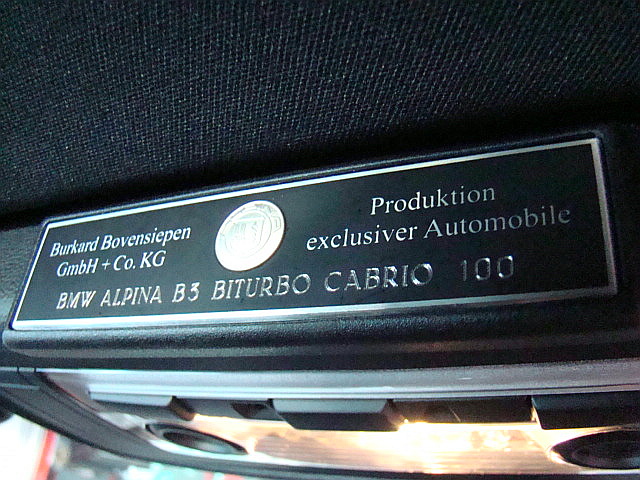 Burkard Bovensiepen
GmbH + Co. KG
Produktion
exclusiver Automobile
BMW ALPINA B3 BITURBO CABRIO 100